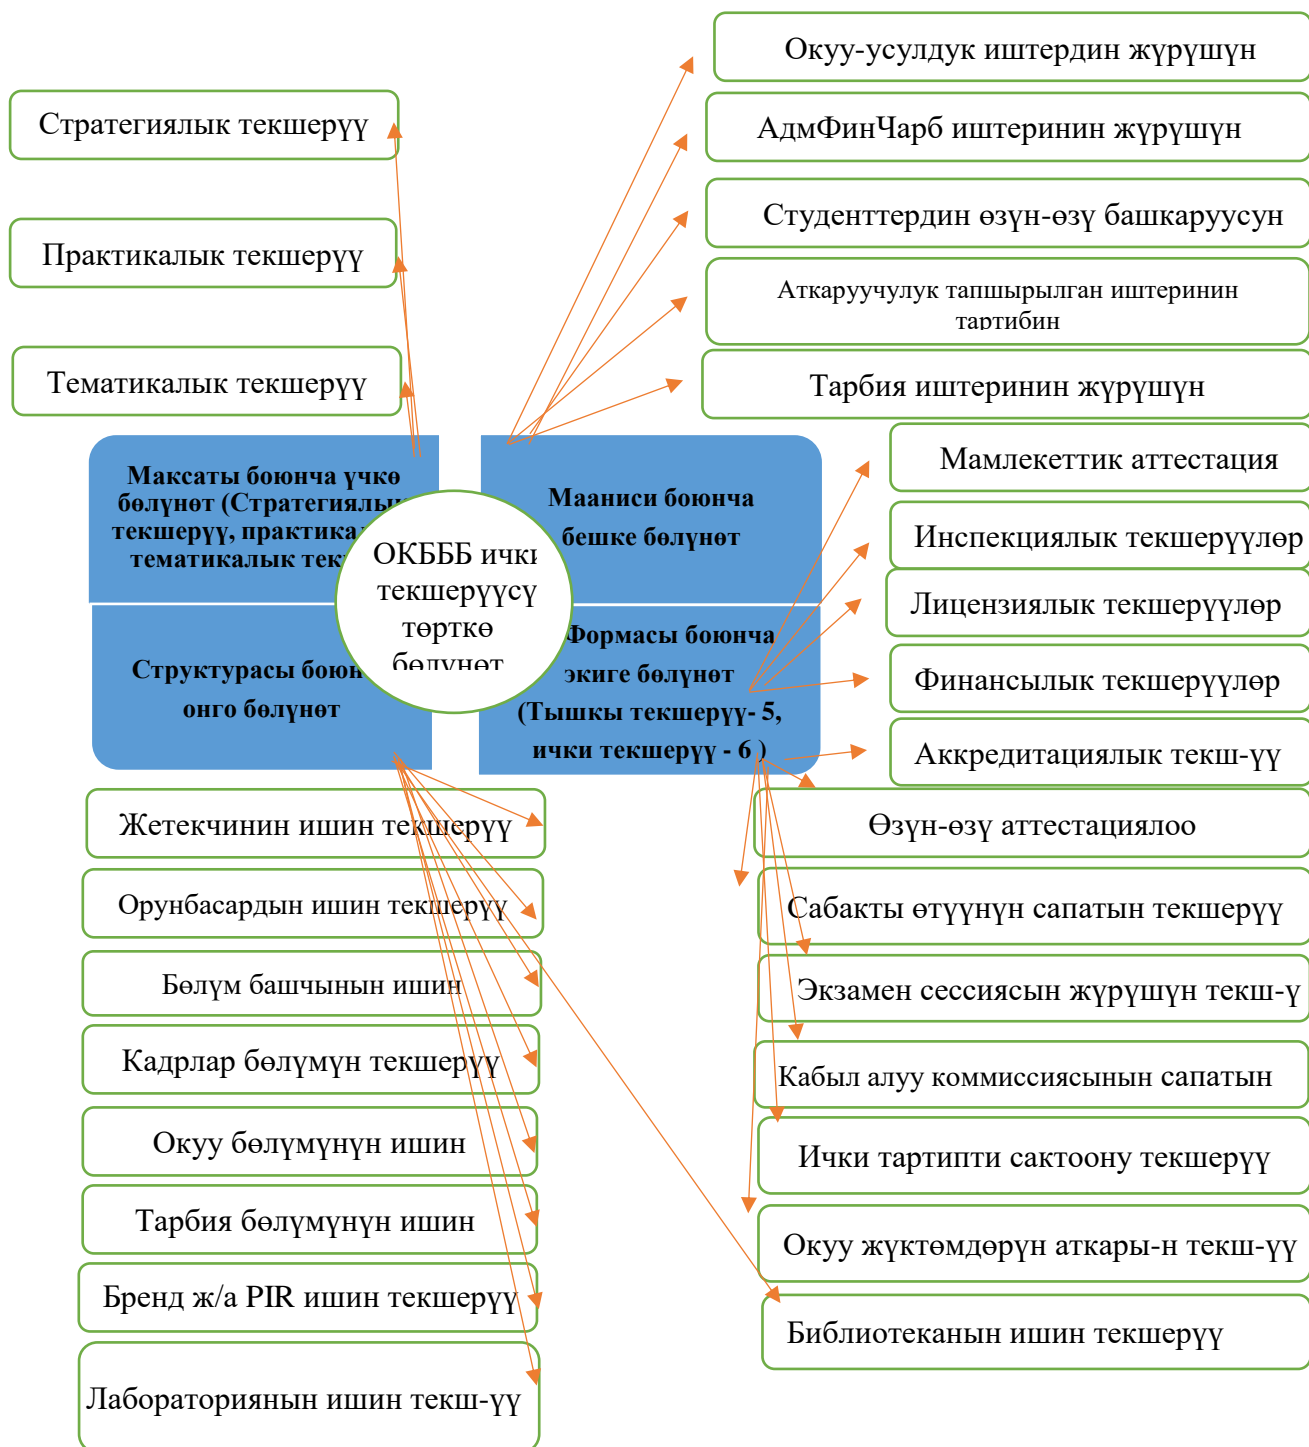 Окуу-усулдук иштердин жүрүшүн
Стратегиялык текшерүү
АдмФинЧарб иштеринин жүрүшүн
Студенттердин өзүн-өзү башкаруусун
Практикалык текшерүү
Аткаруучулук тапшырылган иштеринин
тартибин
Тематикалык текшерүү
Тарбия иштеринин жүрүшүн
Максаты боюнча үчкө
бөлүнөт (Стратегиялык
текшерүү, практика
тематикалык тек
Мааниси боюнча
бешке бөлүнөт
ОКБББ ички
текшерүүсү
төрткө
бөлүнөт
Структурасы боюн
онго бөлүнөт
Формасы боюнча
экиге бөлүнөт
(Тышкы текшерүү- 5,
ички текшерүү - 6 )
Мамлекеттик аттестация
Инспекциялык текшерүүлөр
Лицензиялык текшерүүлөр
Финансылык текшерүүлөр
Аккредитациялык текш-үү
Жетекчинин ишин текшерүү
Орунбасардын ишин текшерүү
Бөлүм башчынын ишин
Кадрлар бөлүмүн текшерүү
Окуу бөлүмүнүн ишин
Тарбия бөлүмүнүн ишин
Бренд ж/а PIR ишин текшерүү
Лабораториянын ишин текш-үү
Өзүн-өзү аттестациялоо
Сабакты өтүүнүн сапатын текшерүү
Экзамен сессиясын жүрүшүн текш-ү
Кабыл алуу коммиссиясынын сапатын
Ички тартипти сактоону текшерүү
Окуу жүктөмдөрүн аткары-н текш-үү
Библиотеканын ишин текшерүү